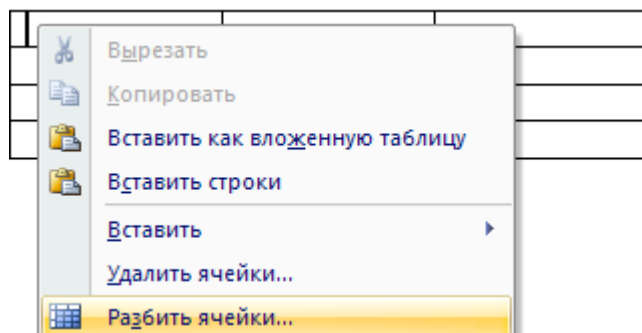 Вырезать
Копировать
Вставить как вложенную таблицу
Вставить строки
Вставить
Удалить ячейки...
Разбить ячейки...